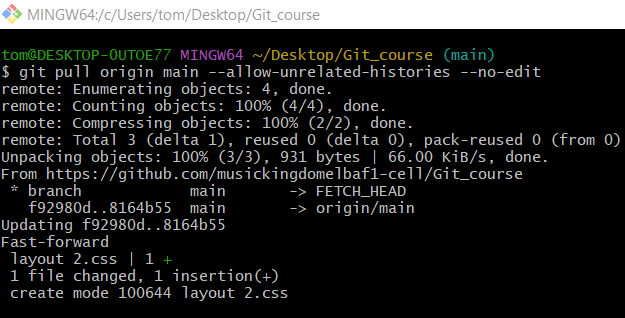 MINGW64:/c/Users/tom/Desktop/Git_course
tom@DESKTOP-OUTOE77 MINGW64 ~/Desktop/Git_course (main)
$ git pull origin main --allow-unrelated-histories --no-edit
remote: Enumerating objects: 4, done.
remote: Counting objects: 100% (4/4), done.
remote: Compressing objects: 100% (2/2), done.
remote: Total 3 (delta 1), reused 0 (delta 0), pack-reused 0 (from 0)
Unpacking objects: 100% (3/3), 931 bytes | 66.00 KiB/s, done.
From https://github.com/musickingdomelbaf1-cell/Git_course
 * branch            main       -> FETCH_HEAD
   f92980d..8164b55  main       -> origin/main
Updating f92980d..8164b55
Fast-forward
 layout 2.css | 1 +
 1 file changed, 1 insertion(+)
 create mode 100644 layout 2.css